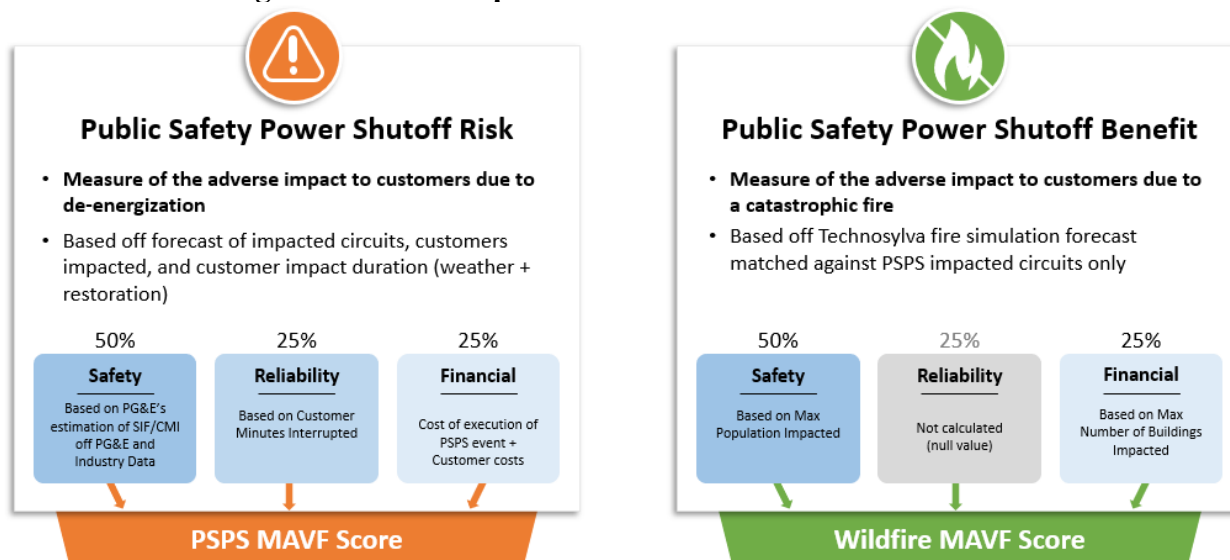 Public Safety Power Shutoff Risk
• Measure of the adverse impact to customers due to
de-energization
• Based off forecast of impacted circuits, customers
impacted, and customer impact duration (weather +
restoration)
50%
25%
25%
Safety
Based on PG&E's
estimation of SIF/CMI
off PG&E and
Industry Data
Reliability
Based on Customer
Minutes Interrupted
Financial
Cost of execution of
PSPS event +
Customer costs
PSPS MAVF Score
Public Safety Power Shutoff Benefit
• Measure of the adverse impact to customers due to
a catastrophic fire
• Based off Technosylva fire simulation forecast
matched against PSPS impacted circuits only
50%
25%
25%
Safety
Based on Max
Population Impacted
Reliability
Not calculated
(null value)
Financial
Based on Max
Number of Buildings
Impacted
Wildfire MAVF Score